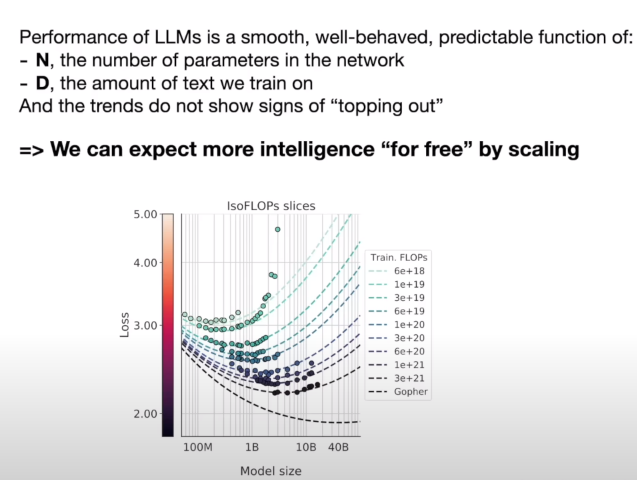 Performance of LLMs is a smooth, well-behaved, predictable function of:
- N, the number of parameters in the network
- D, the amount of text we train on
And the trends do not show signs of “topping out”
=> We can expect more intelligence “for free” by scaling
IsoFLOPs slices
5.00
4.00
3.00
2.00
Loss
100M
1B
10B
40B
Model size
Train. FLOPs
6e+18
1e+19
3e+19
6e+19
1e+20
3e+20
6e+20
1e+21
3e+21
Gopher